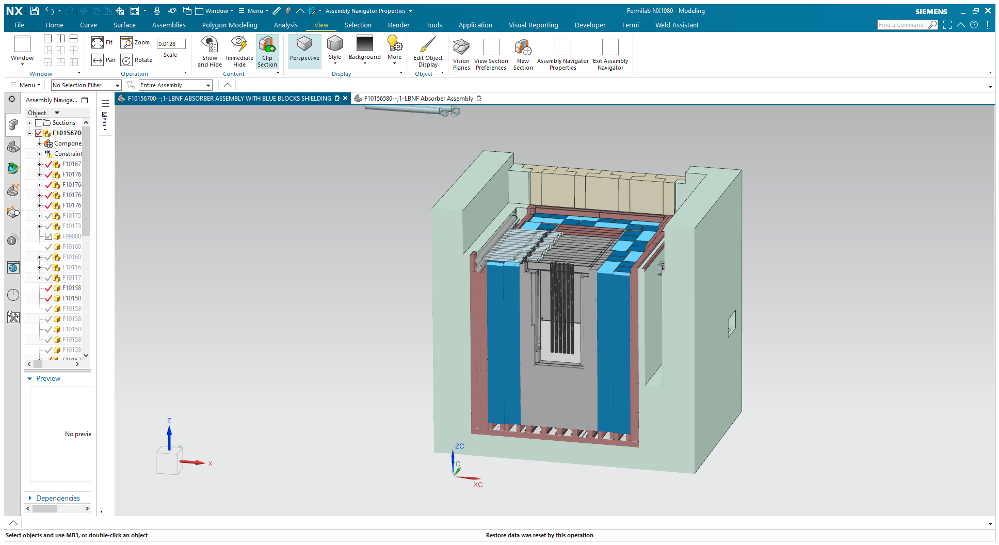 NX Window Menu Assembly Navigator Properties Fermilab NX1980 - Modeling SIEMENS
File Home Curve Surface Assemblies Polygon Modeling Analysis View Selection Render Tools Application Visual Reporting Developer Fermi Weld Assistant Find a Command
Window
Fit Zoom 0.0128
Pan Rotate Scale
Show and Hide
Immediate Hide
Clip Section
Perspective
Style
Background
More
Edit Object Display
Vision Planes
View Section Preferences
New Section
Assembly Navigator Properties
Exit Assembly Navigator
Window Operation Content Display Object
Menu No Selection Filter Entire Assembly
Assembly Naviga...
Menu
F10156700--;1-LBNF ABSORBER ASSEMBLY WITH BLUE BLOCKS SHIELDING
F10156580--;1-LBNF Absorber Assembly
Object
Sections
F1015670
Compone
Constraint
F10167
F10176
F10176
F10176
F10176
F10175
F10173
F09000
F10160
F10160
F10116
F10117
F10158
F10158
F10158
F10158
F10158
F10158
F10158
F10157
Preview
No previe
Dependencies
Z
Y
X
ZC
YC
XC
Select objects and use MB3, or double-click an object
Restore data was reset by this operation